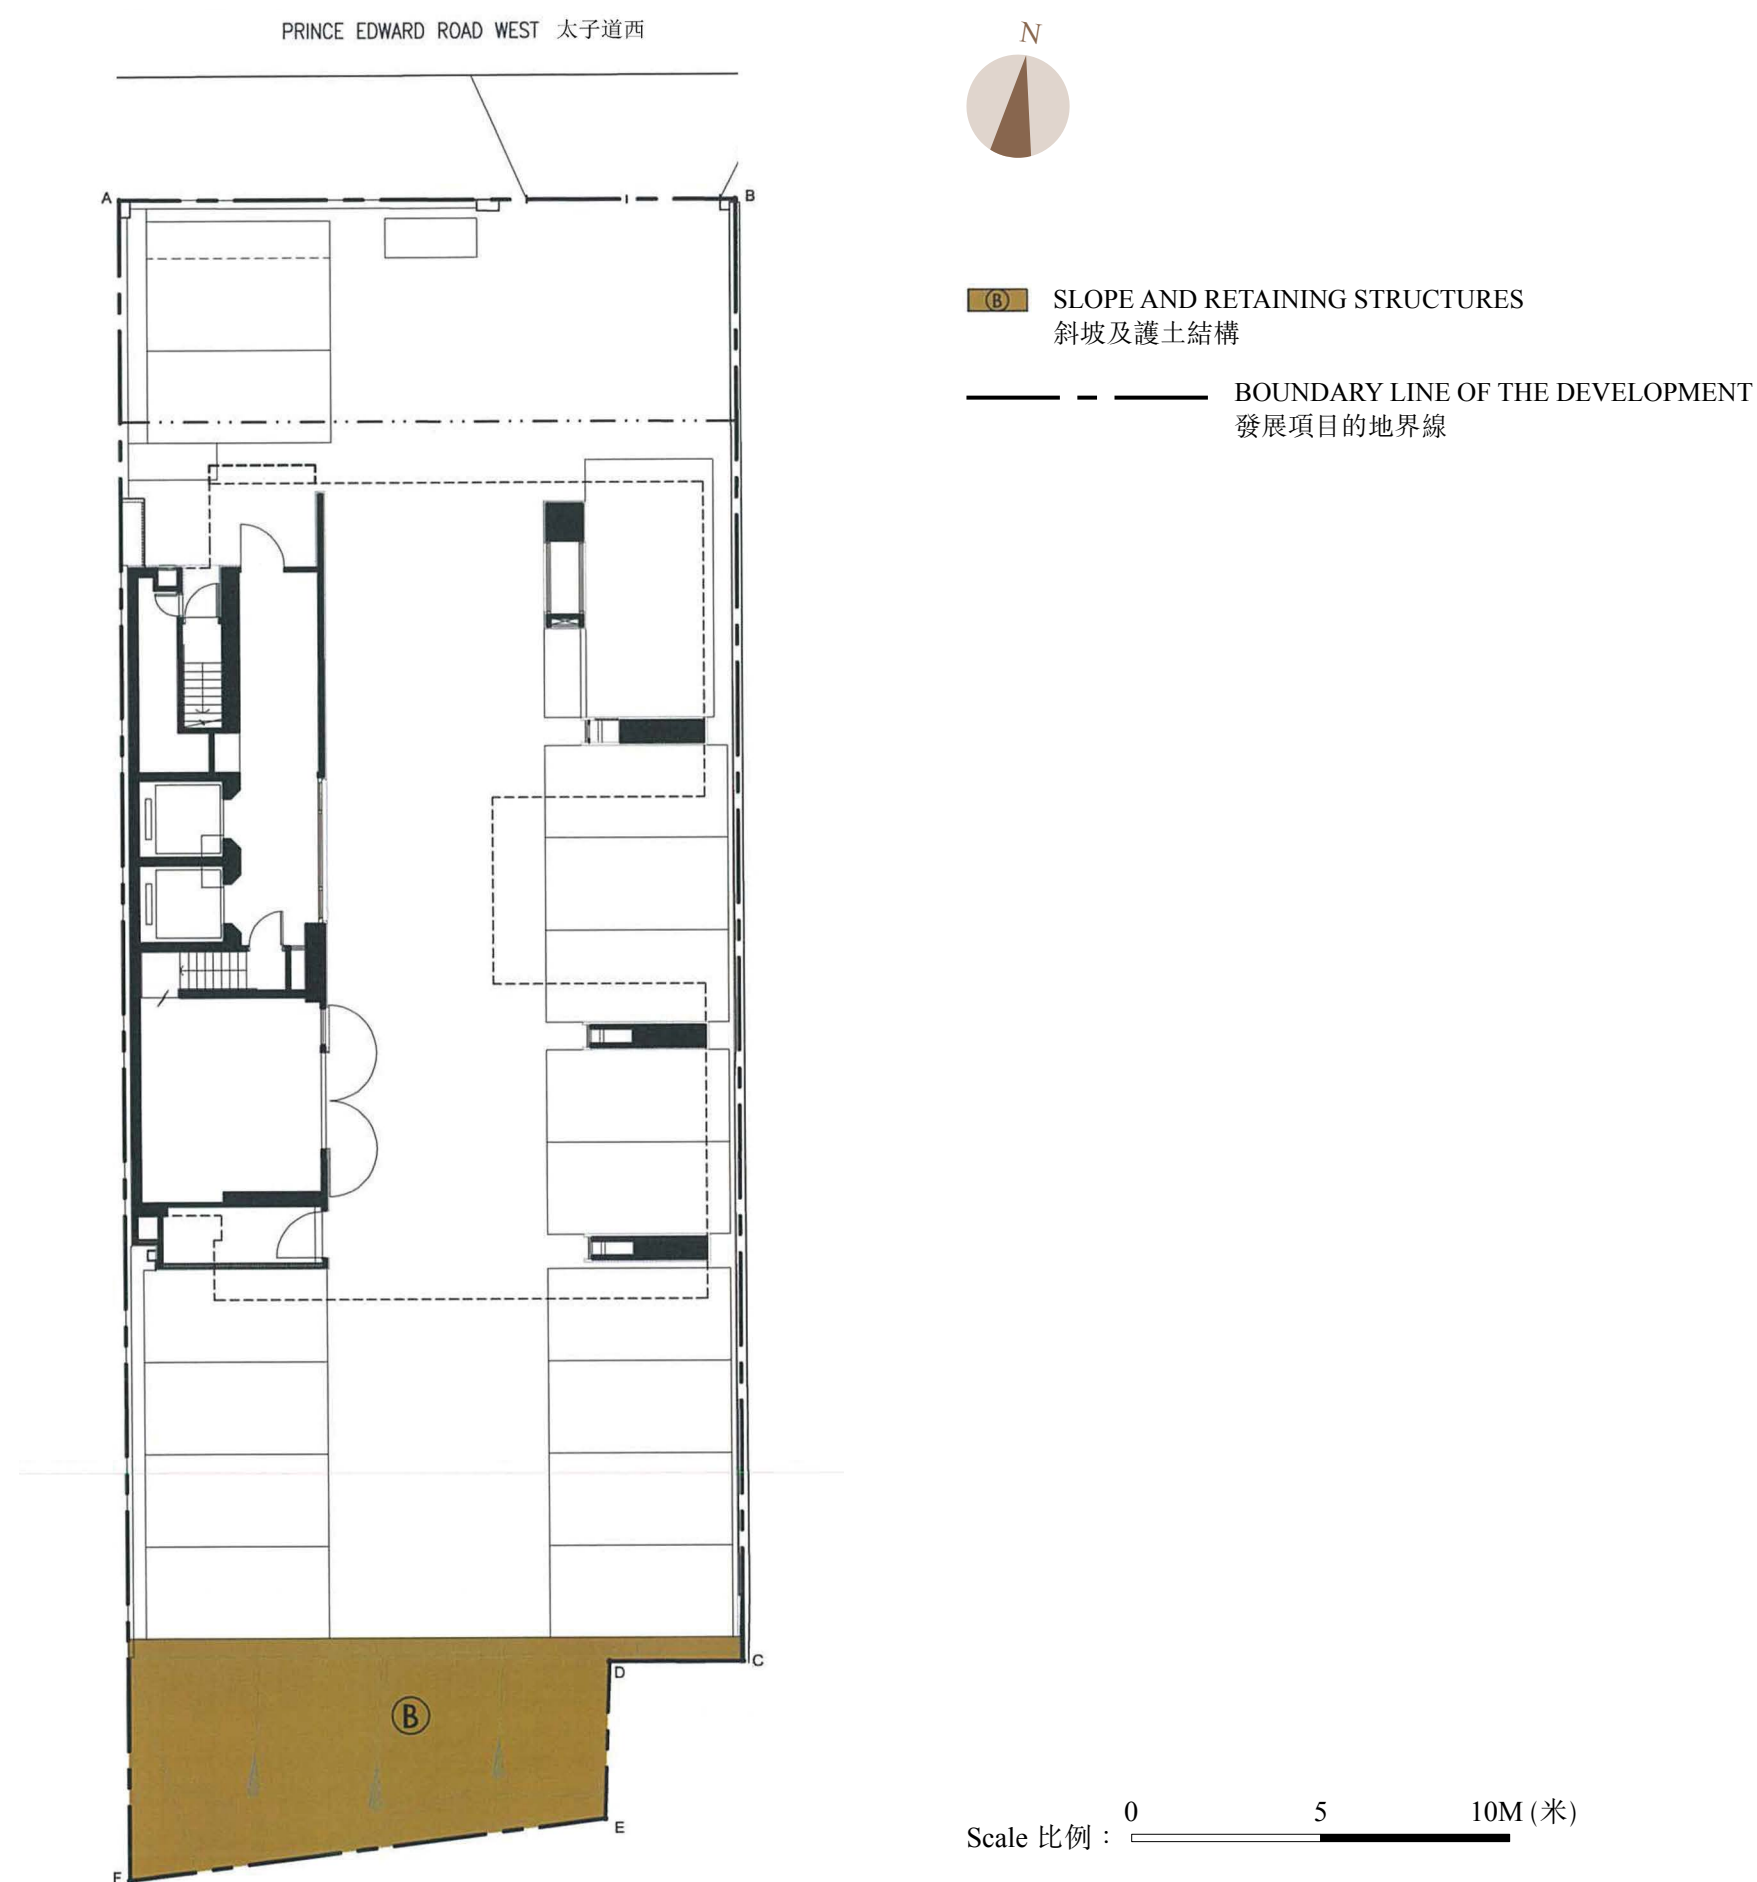 PRINCE EDWARD ROAD WEST 太子道西
N
A
B
B
SLOPE AND RETAINING STRUCTURES
斜坡及護土結構
BOUNDARY LINE OF THE DEVELOPMENT
發展項目的地界線
C
D
B
E
F
0 5 10M (米)
Scale 比例 :